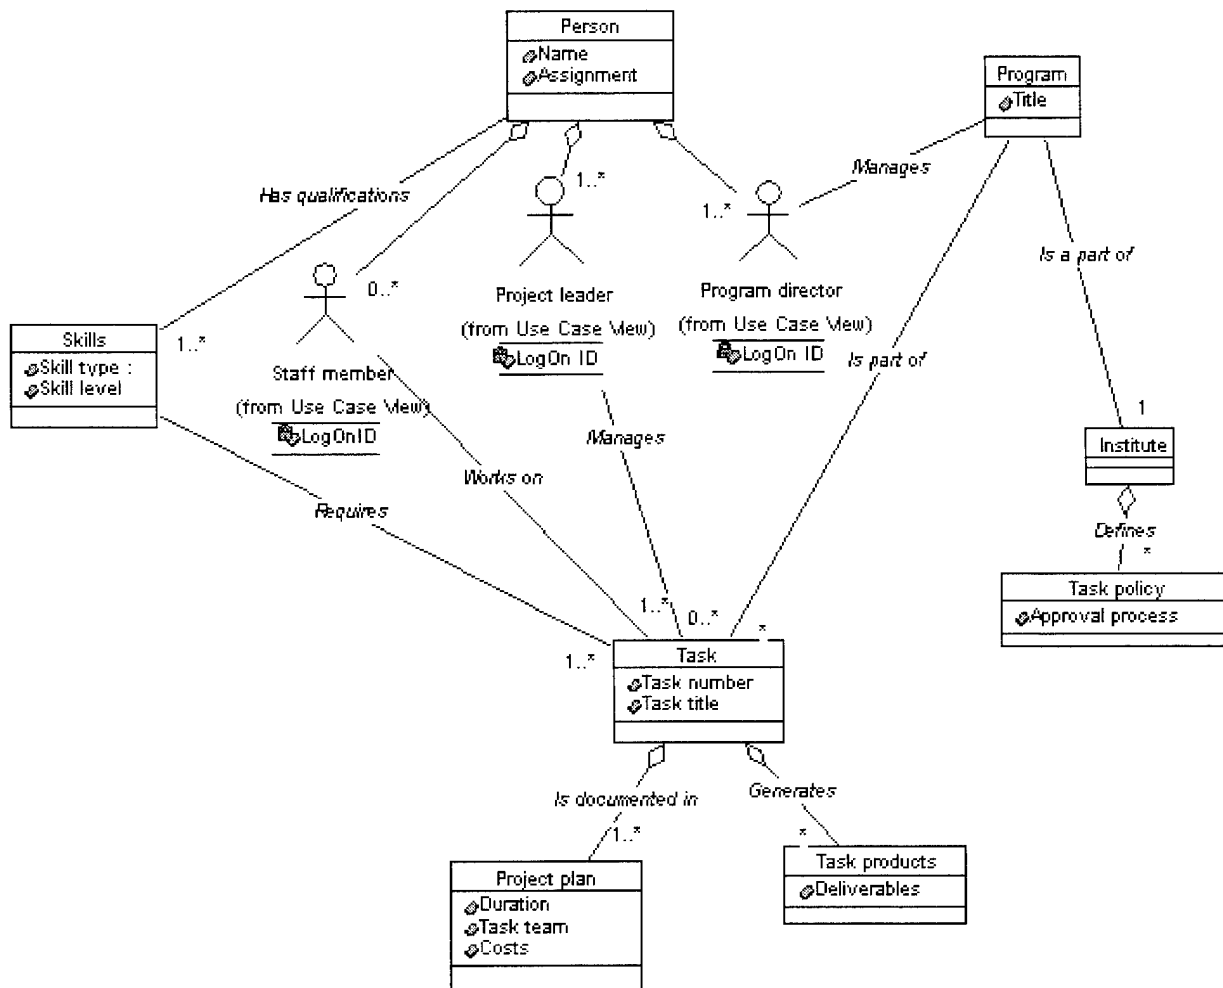 Person
Name
Assignment
Program
Title
Manages
Has qualifications
1..*
1..*
Is a part of
0..*
Project leader
(from Use Case View)
LogOn ID
Program director
(from Use Case View)
LogOn ID
Skills
Skill type :
Skill level
1..*
Staff member
(from Use Case View)
LogOnID
Is part of
1
Institute
Manages
Works on
Requires
Defines
*
Task policy
Approval process
1..*
0..*
*
1..*
Task
Task number
Task title
Is documented in
Generates
1..*
*
Project plan
Duration
Task team
Costs
Task products
Deliverables